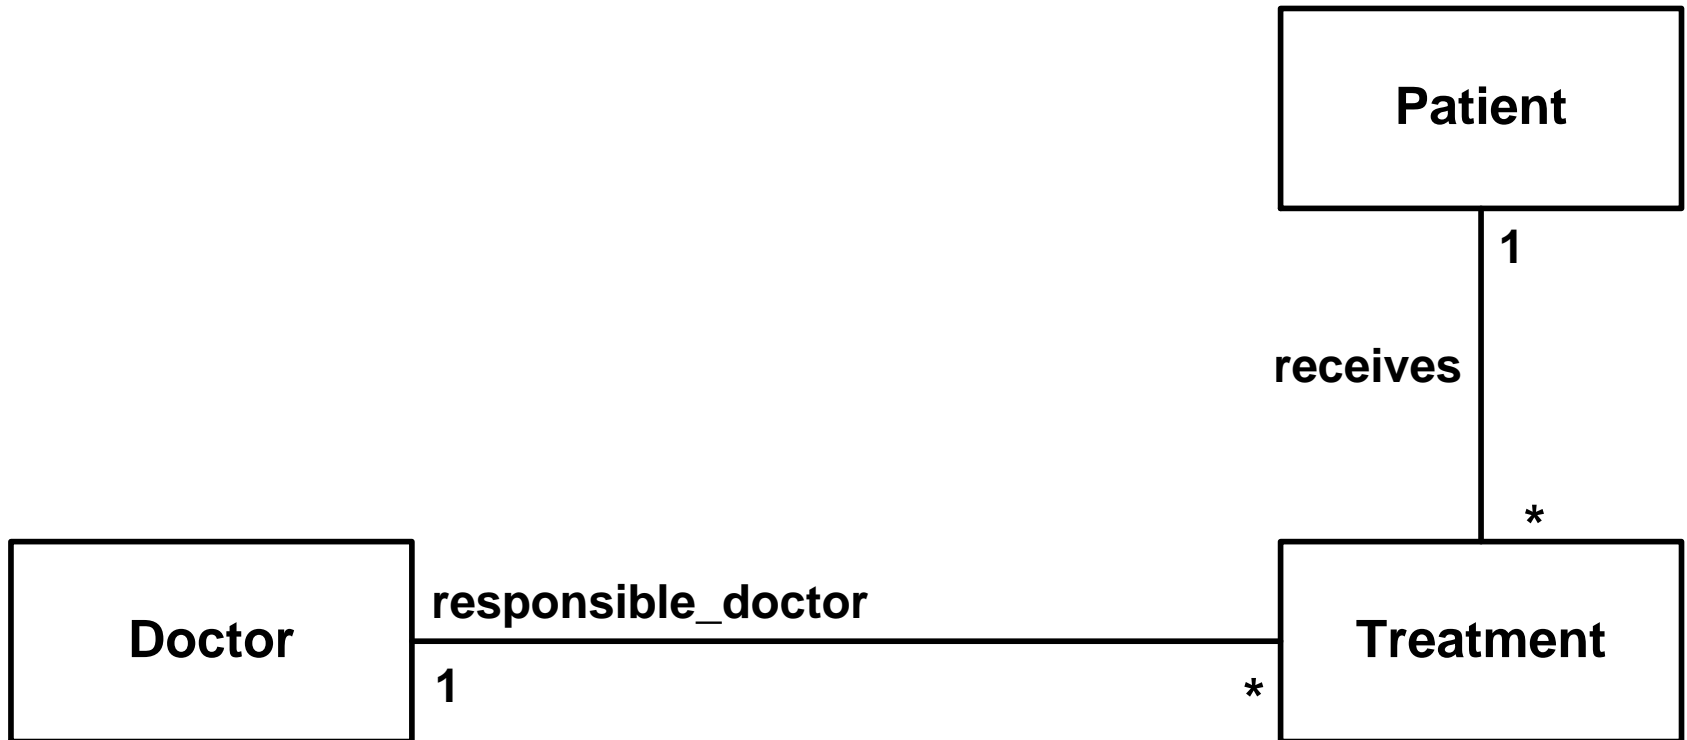 Patient
1
receives
*
responsible_doctor
Doctor
Treatment
1
*